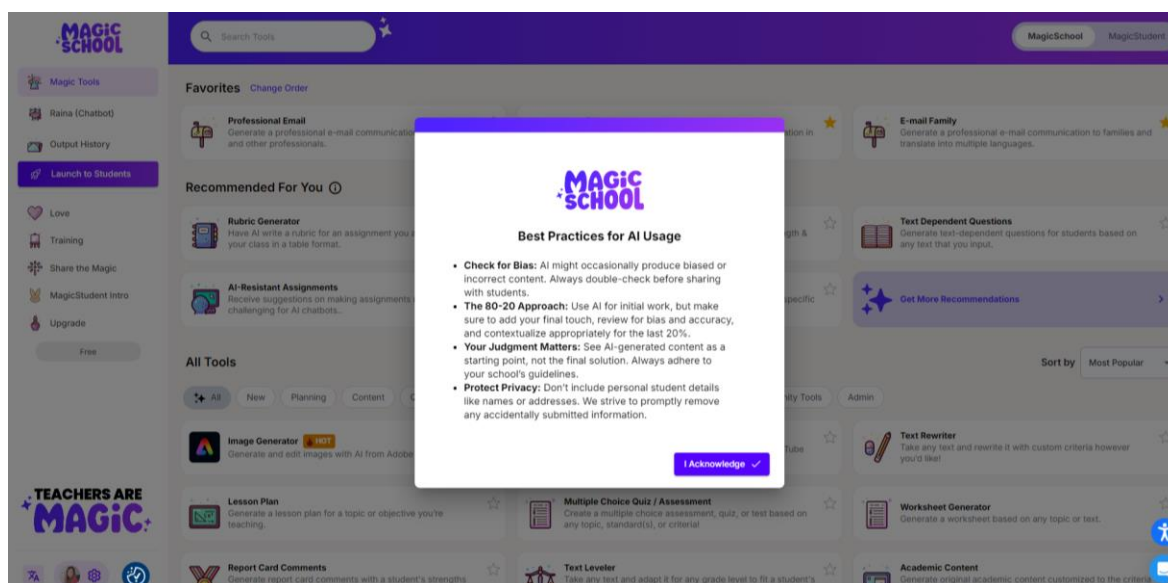 MAGIC SCHOOL
Search Tools
MagicSchool
MagicStudent
Magic Tools
Raina (Chatbot)
Output History
Launch to Students
Love
Training
Share the Magic
MagicStudent Intro
Upgrade
Free
TEACHERS ARE
MAGIC
Favorites Change Order
Professional Email
Generate a professional e-mail communication
and other professionals.
E-mail Family
Generate a professional e-mail communication to families and
translate into multiple languages.
Recommended For You
Rubric Generator
Have AI write a rubric for an assignment you
your class in a table format.
Text Dependent Questions
Generate text-dependent questions for students based on
any text that you input.
AI-Resistant Assignments
Receive suggestions on making assignments
challenging for AI chatbots..
Get More Recommendations
MAGIC
SCHOOL
Best Practices for AI Usage
• Check for Bias: AI might occasionally produce biased or
incorrect content. Always double-check before sharing
with students.
• The 80-20 Approach: Use AI for initial work, but make
sure to add your final touch, review for bias and accuracy,
and contextualize appropriately for the last 20%.
• Your Judgment Matters: See AI-generated content as a
starting point, not the final solution. Always adhere to
your school's guidelines.
• Protect Privacy: Don't include personal student details
like names or addresses. We strive to promptly remove
any accidentally submitted information.
I Acknowledge
All Tools
Sort by Most Popular
All New Planning Content Admin
Image Generator HOT
Generate and edit images with AI from Adobe
Text Rewriter
Take any text and rewrite it with custom criteria however
you'd like!
Lesson Plan
Generate a lesson plan for a topic or objective you're
teaching.
Multiple Choice Quiz / Assessment
Create a multiple choice assessment, quiz, or test based on
any topic, standard(s), or criteria!
Worksheet Generator
Generate a worksheet based on any topic or text.
Report Card Comments
Generate report card comments with a student's strengths
Text Leveler
Take any text and adapt it for any grade level to fit a student's
Academic Content
Generate original academic content customized to the criteria